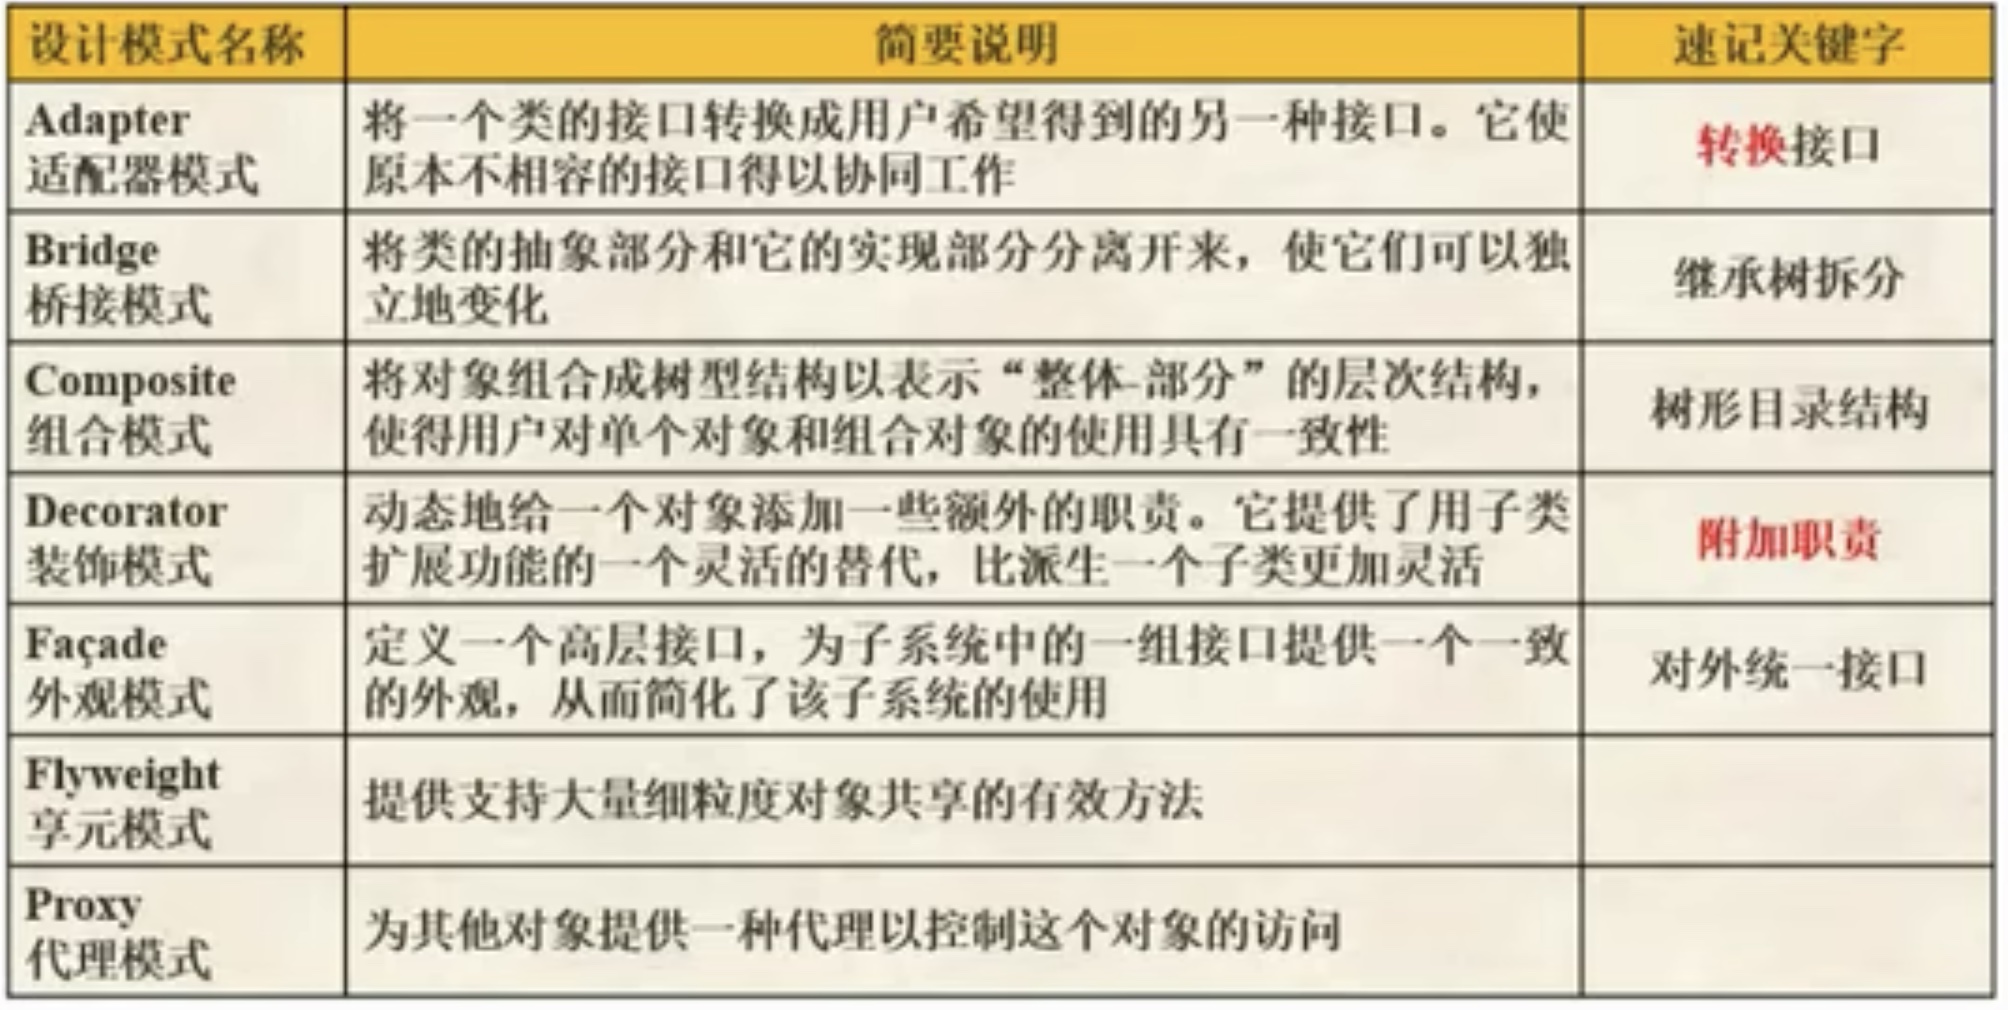 设计模式名称 简要说明 速记关键字
Adapter
适配器模式
将一个类的接口转换成用户希望得到的另一种接口。它使
原本不相容的接口得以协同工作
转换接口
Bridge
桥接模式
将类的抽象部分和它的实现部分分离开来，使它们可以独
立地变化
继承树拆分
Composite
组合模式
将对象组合成树型结构以表示“整体-部分”的层次结构，
使得用户对单个对象和组合对象的使用具有一致性
树形目录结构
Decorator
装饰模式
动态地给一个对象添加一些额外的职责。它提供了用子类
扩展功能的一个灵活的替代，比派生一个子类更加灵活
附加职责
Façade
外观模式
定义一个高层接口，为子系统中的一组接口提供一个一致
的外观，从而简化了该子系统的使用
对外统一接口
Flyweight
享元模式
提供支持大量细粒度对象共享的有效方法
Proxy
代理模式
为其他对象提供一种代理以控制这个对象的访问